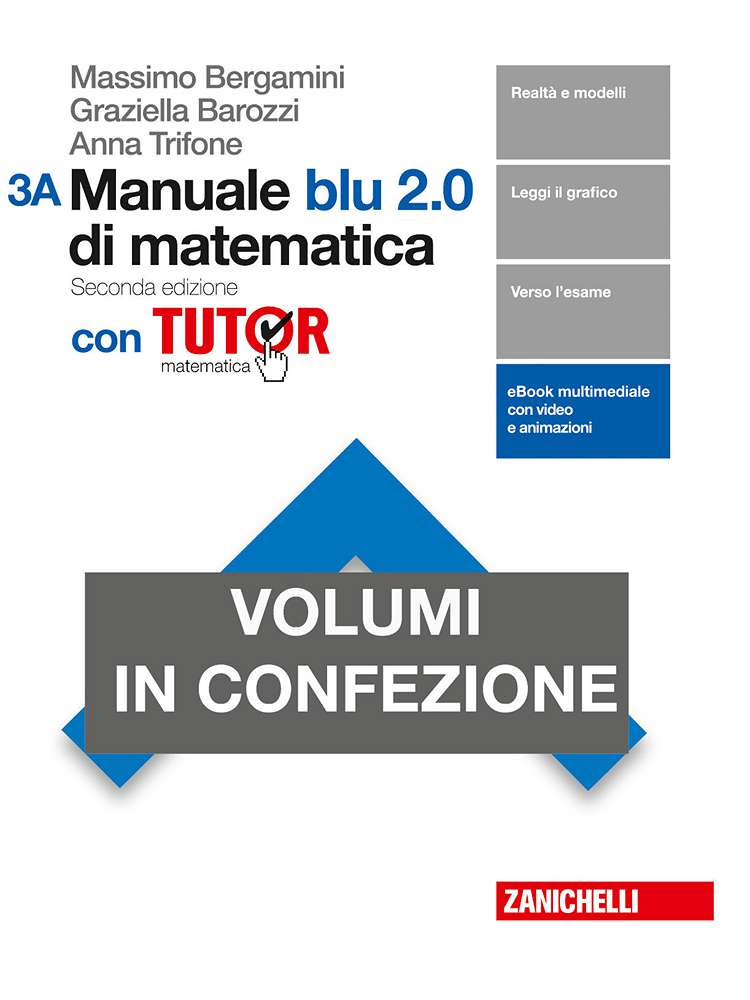 Massimo Bergamini
Graziella Barozzi
Anna Trifone
3A Manuale blu 2.0
di matematica
Seconda edizione
con TUTOR
matematica
Realtà e modelli
Leggi il grafico
Verso l'esame
eBook multimediale
con video
e animazioni
VOLUMI
IN CONFEZIONE
ZANICHELLI